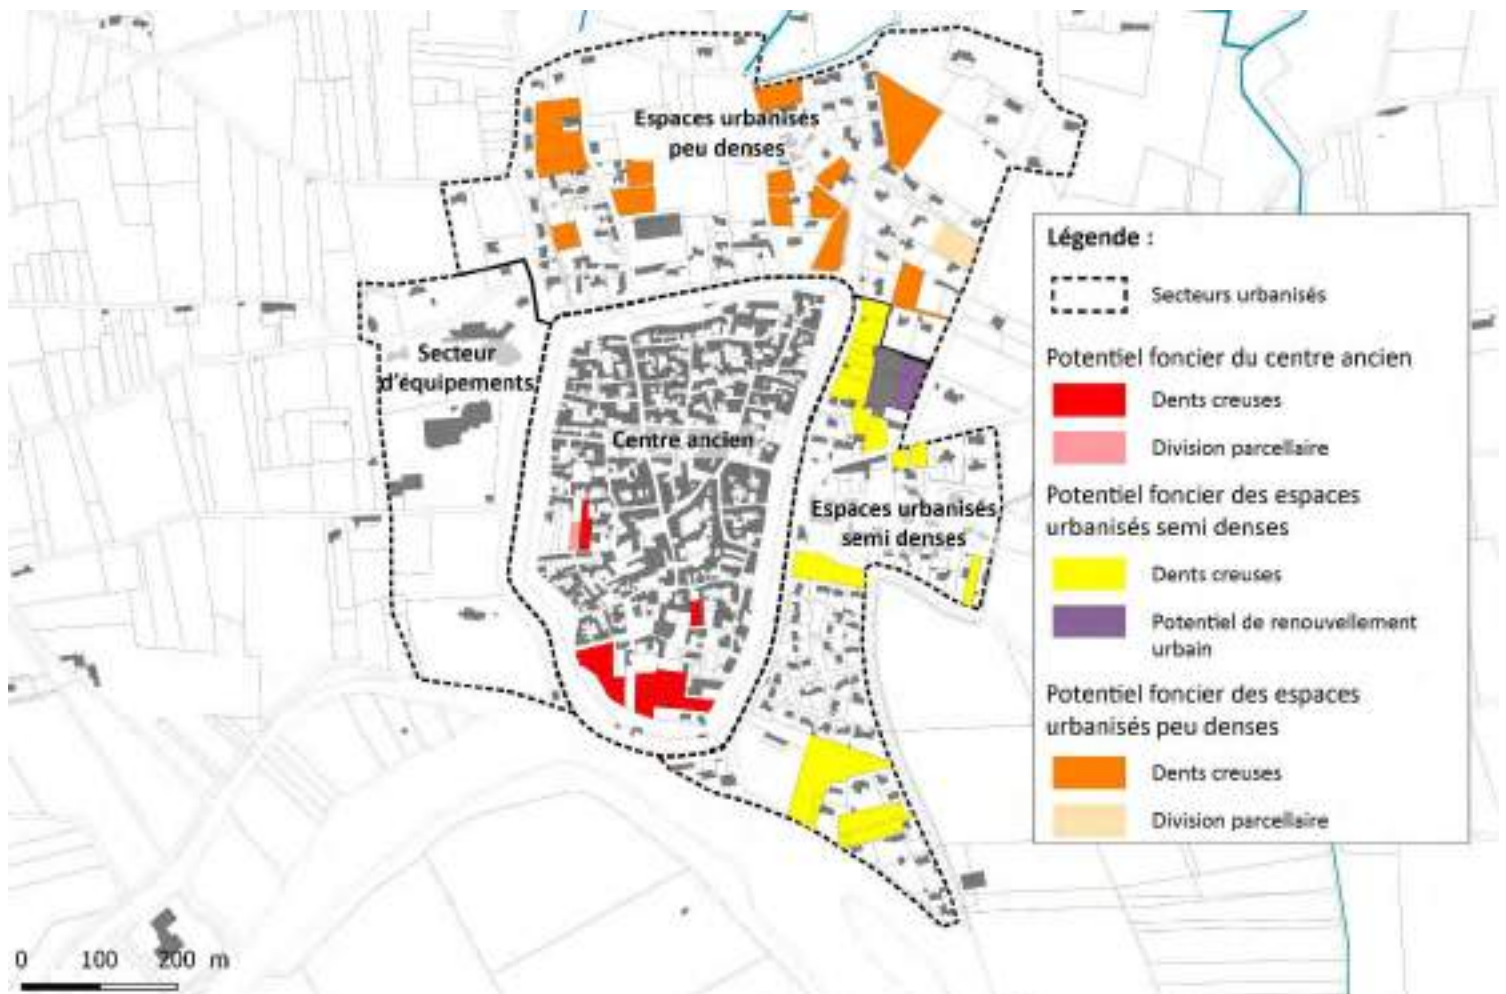 Espaces urbanisés
peu denses
Secteur
d'équipements
Centre ancien
Espaces urbanisés
semi denses
Légende :
Secteurs urbanisés
Potentiel foncier du centre ancien
Dents creuses
Division parcellaire
Potentiel foncier des espaces
urbanisés semi denses
Dents creuses
Potentiel de renouvellement
urbain
Potentiel foncier des espaces
urbanisés peu denses
Dents creuses
Division parcellaire
0 100 200 m